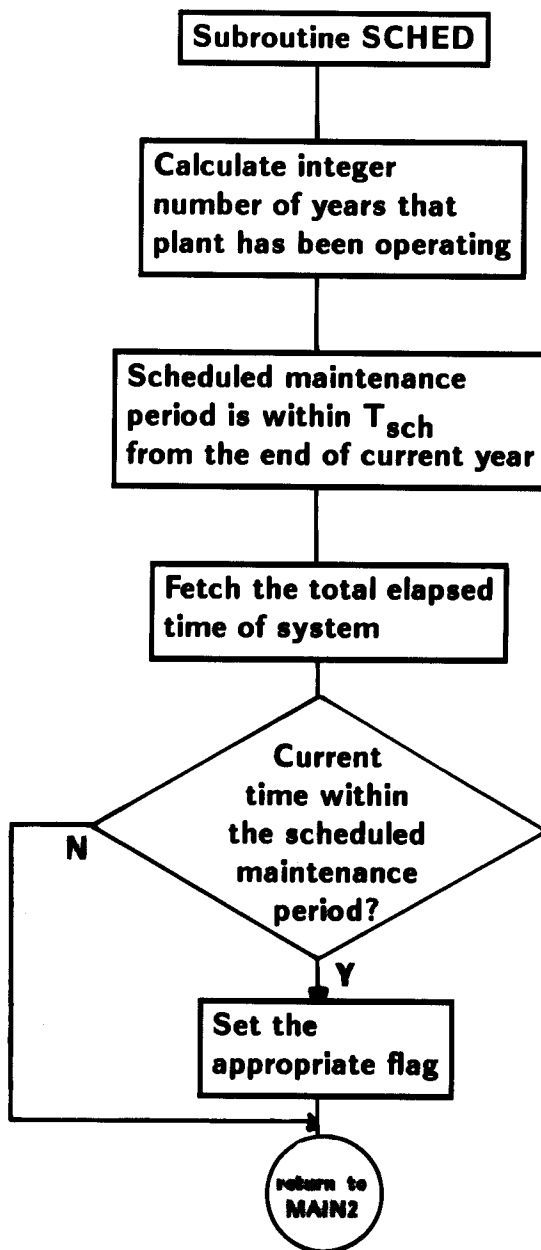 Subroutine SCHED
Calculate integer
number of years that
plant has been operating
Scheduled maintenance
period is within Tsch
from the end of current year
Fetch the total elapsed
time of system
Current
time within
the scheduled
maintenance
period?
N
Y
Set the
appropriate flag
return to
MAIN2